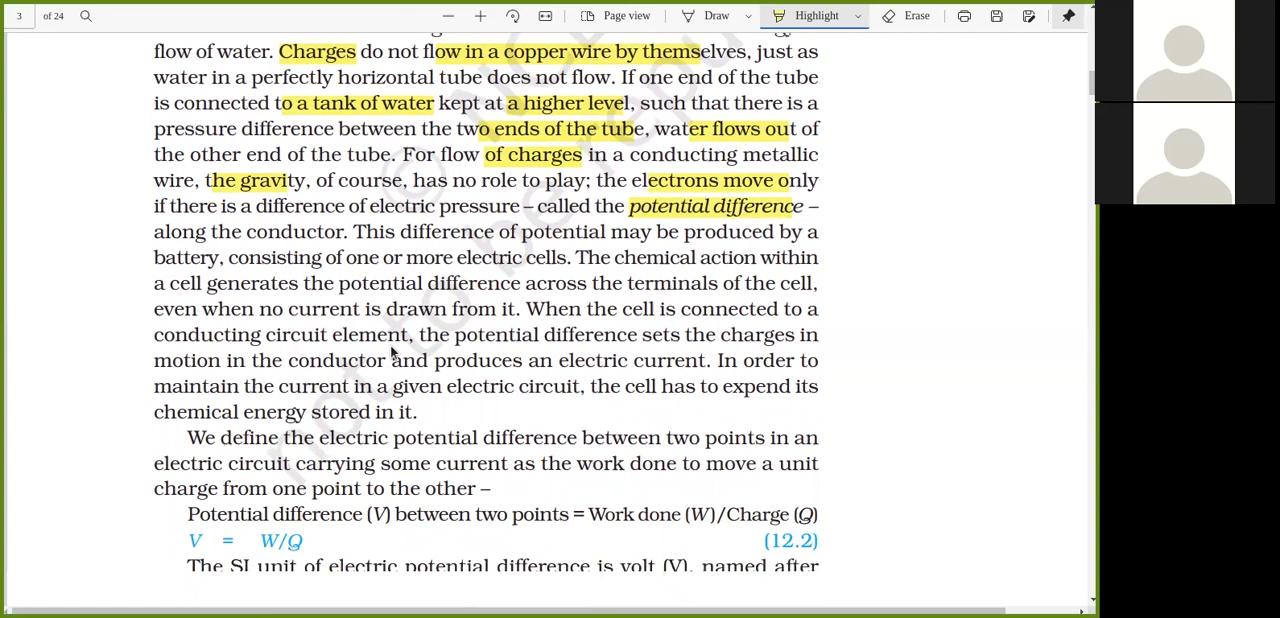 3 of 24 Page view Draw Highlight Erase
flow of water. Charges do not flow in a copper wire by themselves, just as
water in a perfectly horizontal tube does not flow. If one end of the tube
is connected to a tank of water kept at a higher level, such that there is a
pressure difference between the two ends of the tube, water flows out of
the other end of the tube. For flow of charges in a conducting metallic
wire, the gravity, of course, has no role to play; the electrons move only
if there is a difference of electric pressure – called the potential difference –
along the conductor. This difference of potential may be produced by a
battery, consisting of one or more electric cells. The chemical action within
a cell generates the potential difference across the terminals of the cell,
even when no current is drawn from it. When the cell is connected to a
conducting circuit element, the potential difference sets the charges in
motion in the conductor and produces an electric current. In order to
maintain the current in a given electric circuit, the cell has to expend its
chemical energy stored in it.
We define the electric potential difference between two points in an
electric circuit carrying some current as the work done to move a unit
charge from one point to the other –
Potential difference (V) between two points = Work done (W)/Charge (Q)
V = W/Q (12.2)
The SI unit of electric potential difference is volt (V), named after
not to be repu